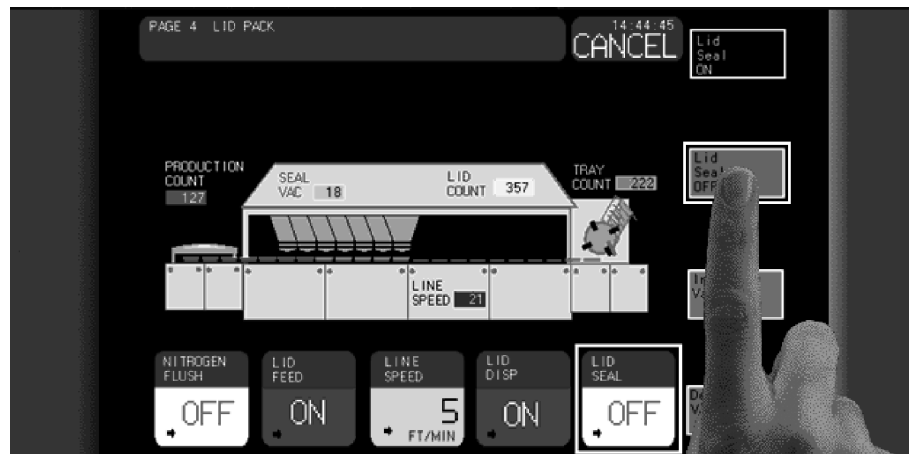 PAGE 4 LID PACK
14:44:45
CANCEL
Lid
Seal
ON
Lid
OFF
PRODUCTION
COUNT
127
SEAL
VAC 18
LID
COUNT 357
TRAY
COUNT 222
LINE
SPEED 21
NITROGEN
FLUSH
OFF
LID
FEED
ON
LINE
SPEED
5
FT/MIN
LID
DISP
ON
LID
SEAL
OFF